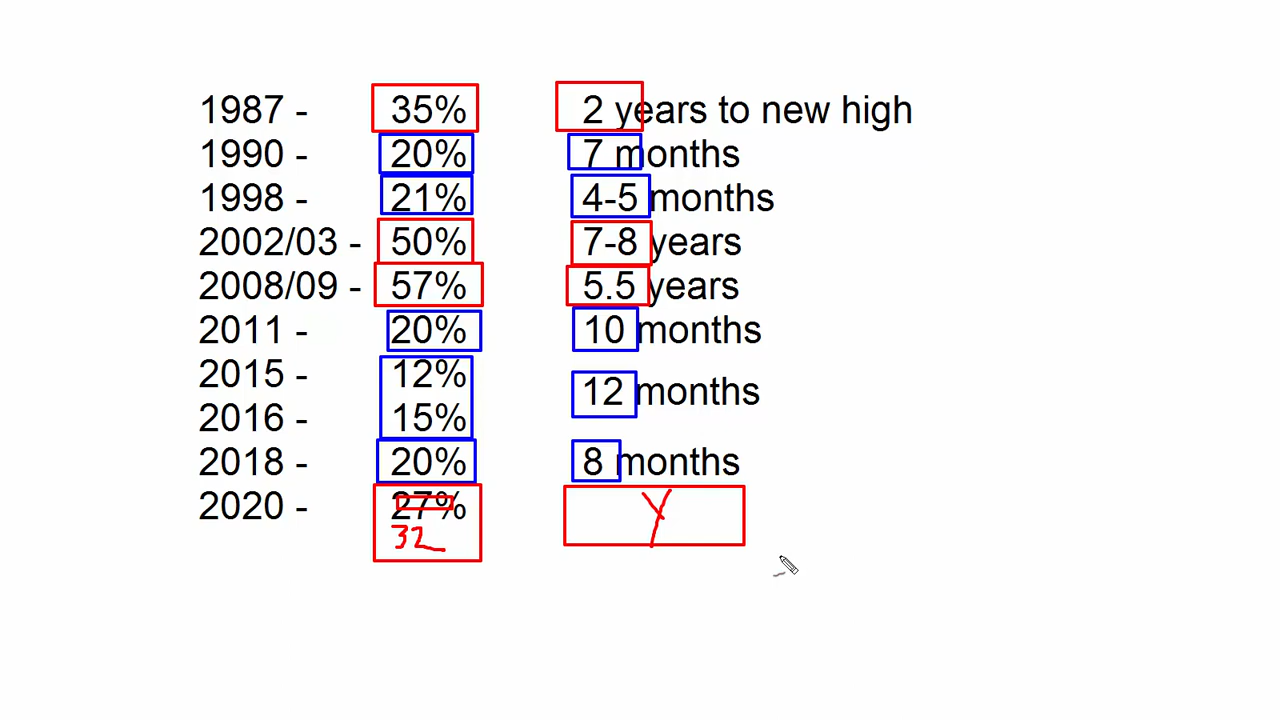 1987 - 35% 2 years to new high
1990 - 20% 7 months
1998 - 21% 4-5 months
2002/03 - 50% 7-8 years
2008/09 - 57% 5.5 years
2011 - 20% 10 months
2015 - 12%
12 months
2016 - 15%
2018 - 20% 8 months
2020 - 27% Y
32